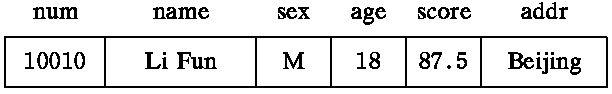 num name sex age score addr
10010 Li Fun M 18 87.5 Beijing